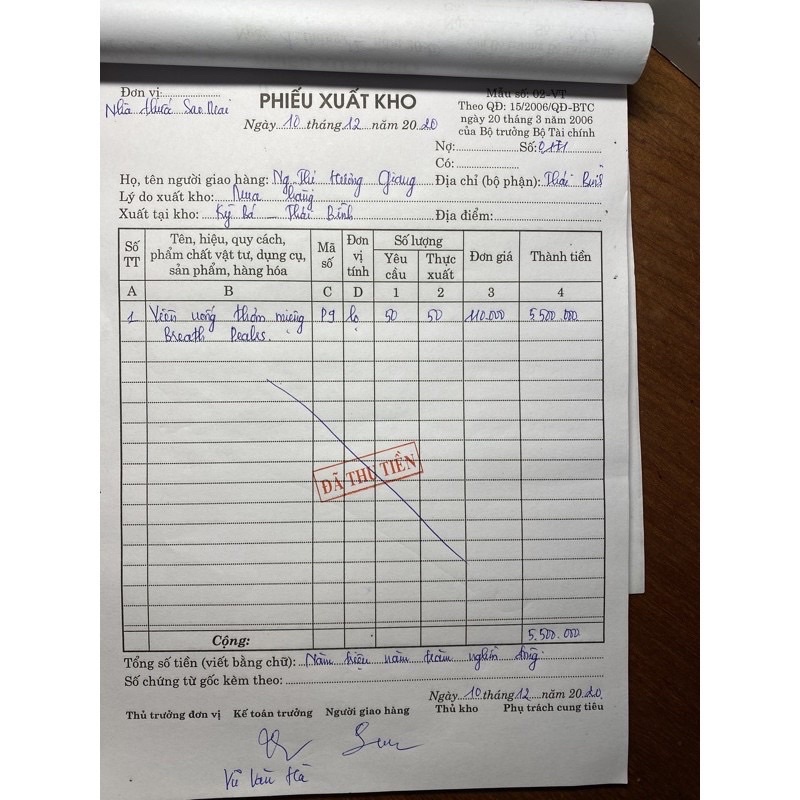 Đơn vị:
Nhà thuốc Sao Mai
PHIẾU XUẤT KHO
Ngày 10 tháng 12 năm 2020
Mẫu số: 02-VT
Theo QĐ: 15/2006/QĐ-BTC
ngày 20 tháng 3 năm 2006
của Bộ trưởng Bộ Tài chính
Nợ: Số: 0171
Có:
Họ, tên người giao hàng: Ng. Thị Hương Giang Địa chỉ (bộ phận): Thái Bình
Lý do xuất kho: Mua hàng
Xuất tại kho: Kỳ Bá - Thái Bình Địa điểm:
Số TT
Tên, hiệu, quy cách, phẩm chất vật tư, dụng cụ, sản phẩm, hàng hóa
Mã số
Đơn vị tính
Số lượng
Yêu cầu
Thực xuất
Đơn giá
Thành tiền
A B C D 1 2 3 4
1 Viên uống thơm miệng P9 lọ 50 50 110.000 5.500.000
Breath Pearls.
ĐÃ THU TIỀN
Cộng: 5.500.000
Tổng số tiền (viết bằng chữ): Năm triệu năm trăm nghìn đồng.
Số chứng từ gốc kèm theo:
Ngày 10 tháng 12 năm 2020
Thủ trưởng đơn vị Kế toán trưởng Người giao hàng Thủ kho Phụ trách cung tiêu
Vũ Vân Hà